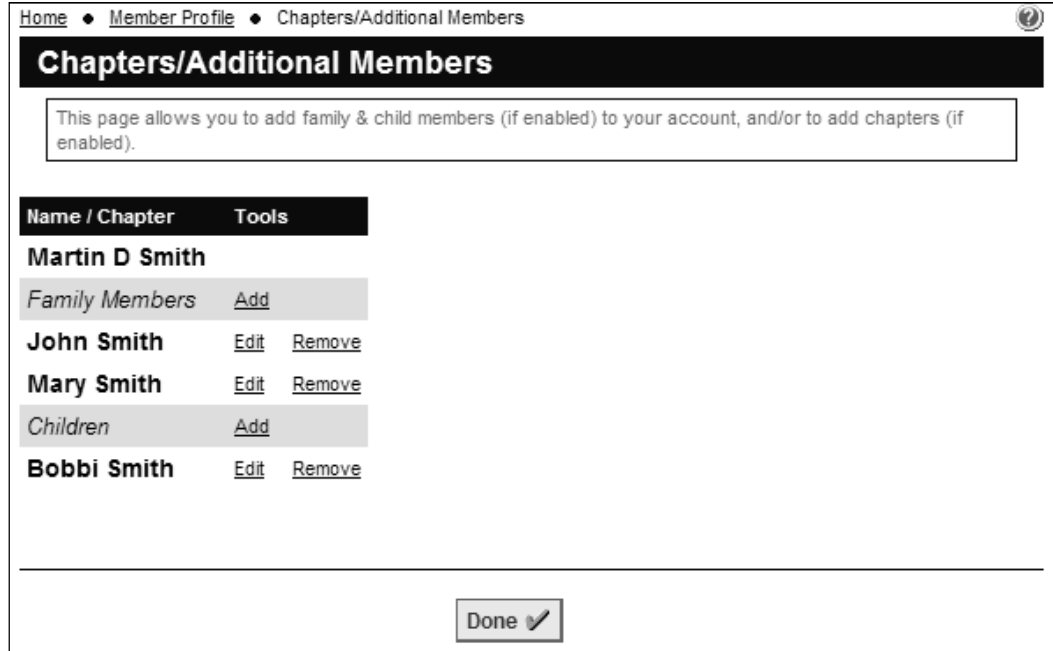 Home ● Member Profile ● Chapters/Additional Members
Chapters/Additional Members
This page allows you to add family & child members (if enabled) to your account, and/or to add chapters (if
enabled).
Name / Chapter Tools
Martin D Smith
Family Members Add
John Smith Edit Remove
Mary Smith Edit Remove
Children Add
Bobbi Smith Edit Remove
Done